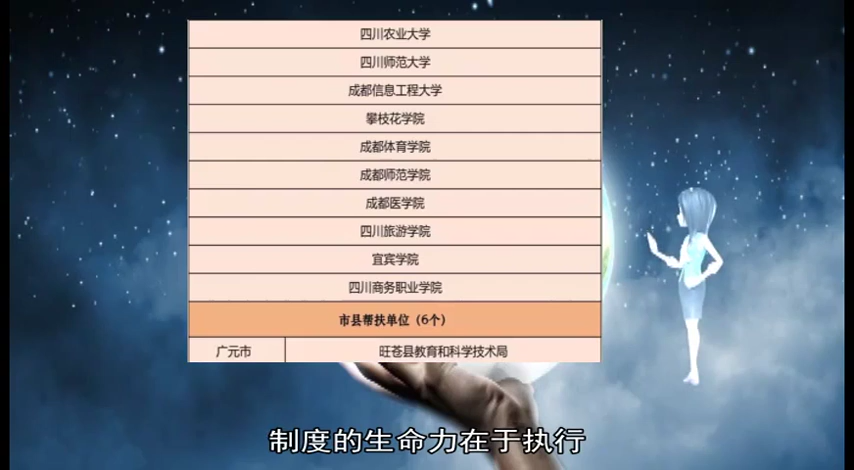 四川农业大学
四川师范大学
成都信息工程大学
攀枝花学院
成都体育学院
成都师范学院
成都医学院
四川旅游学院
宜宾学院
四川商务职业学院
市县帮扶单位（6个）
广元市 旺苍县教育和科学技术局
制度的生命力在于执行